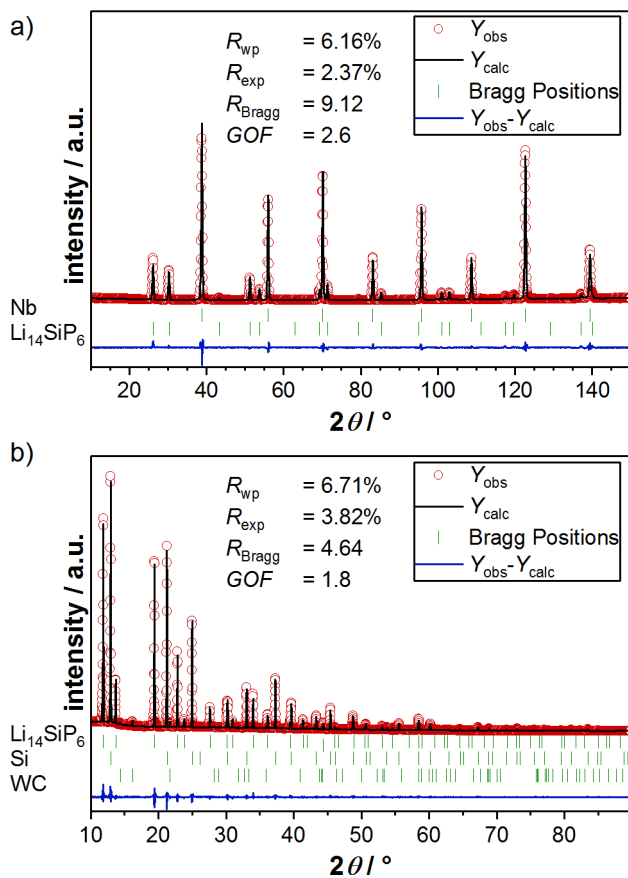 a)
R_wp = 6.16%
R_exp = 2.37%
R_Bragg = 9.12
GOF = 2.6
Y_obs
Y_calc
Bragg Positions
Y_obs-Y_calc
intensity / a.u.
Nb
Li₁₄SiP₆
20 40 60 80 100 120 140
2θ / °
b)
R_wp = 6.71%
R_exp = 3.82%
R_Bragg = 4.64
GOF = 1.8
Y_obs
Y_calc
Bragg Positions
Y_obs-Y_calc
intensity / a.u.
Li₁₄SiP₆
Si
WC
10 20 30 40 50 60 70 80
2θ / °